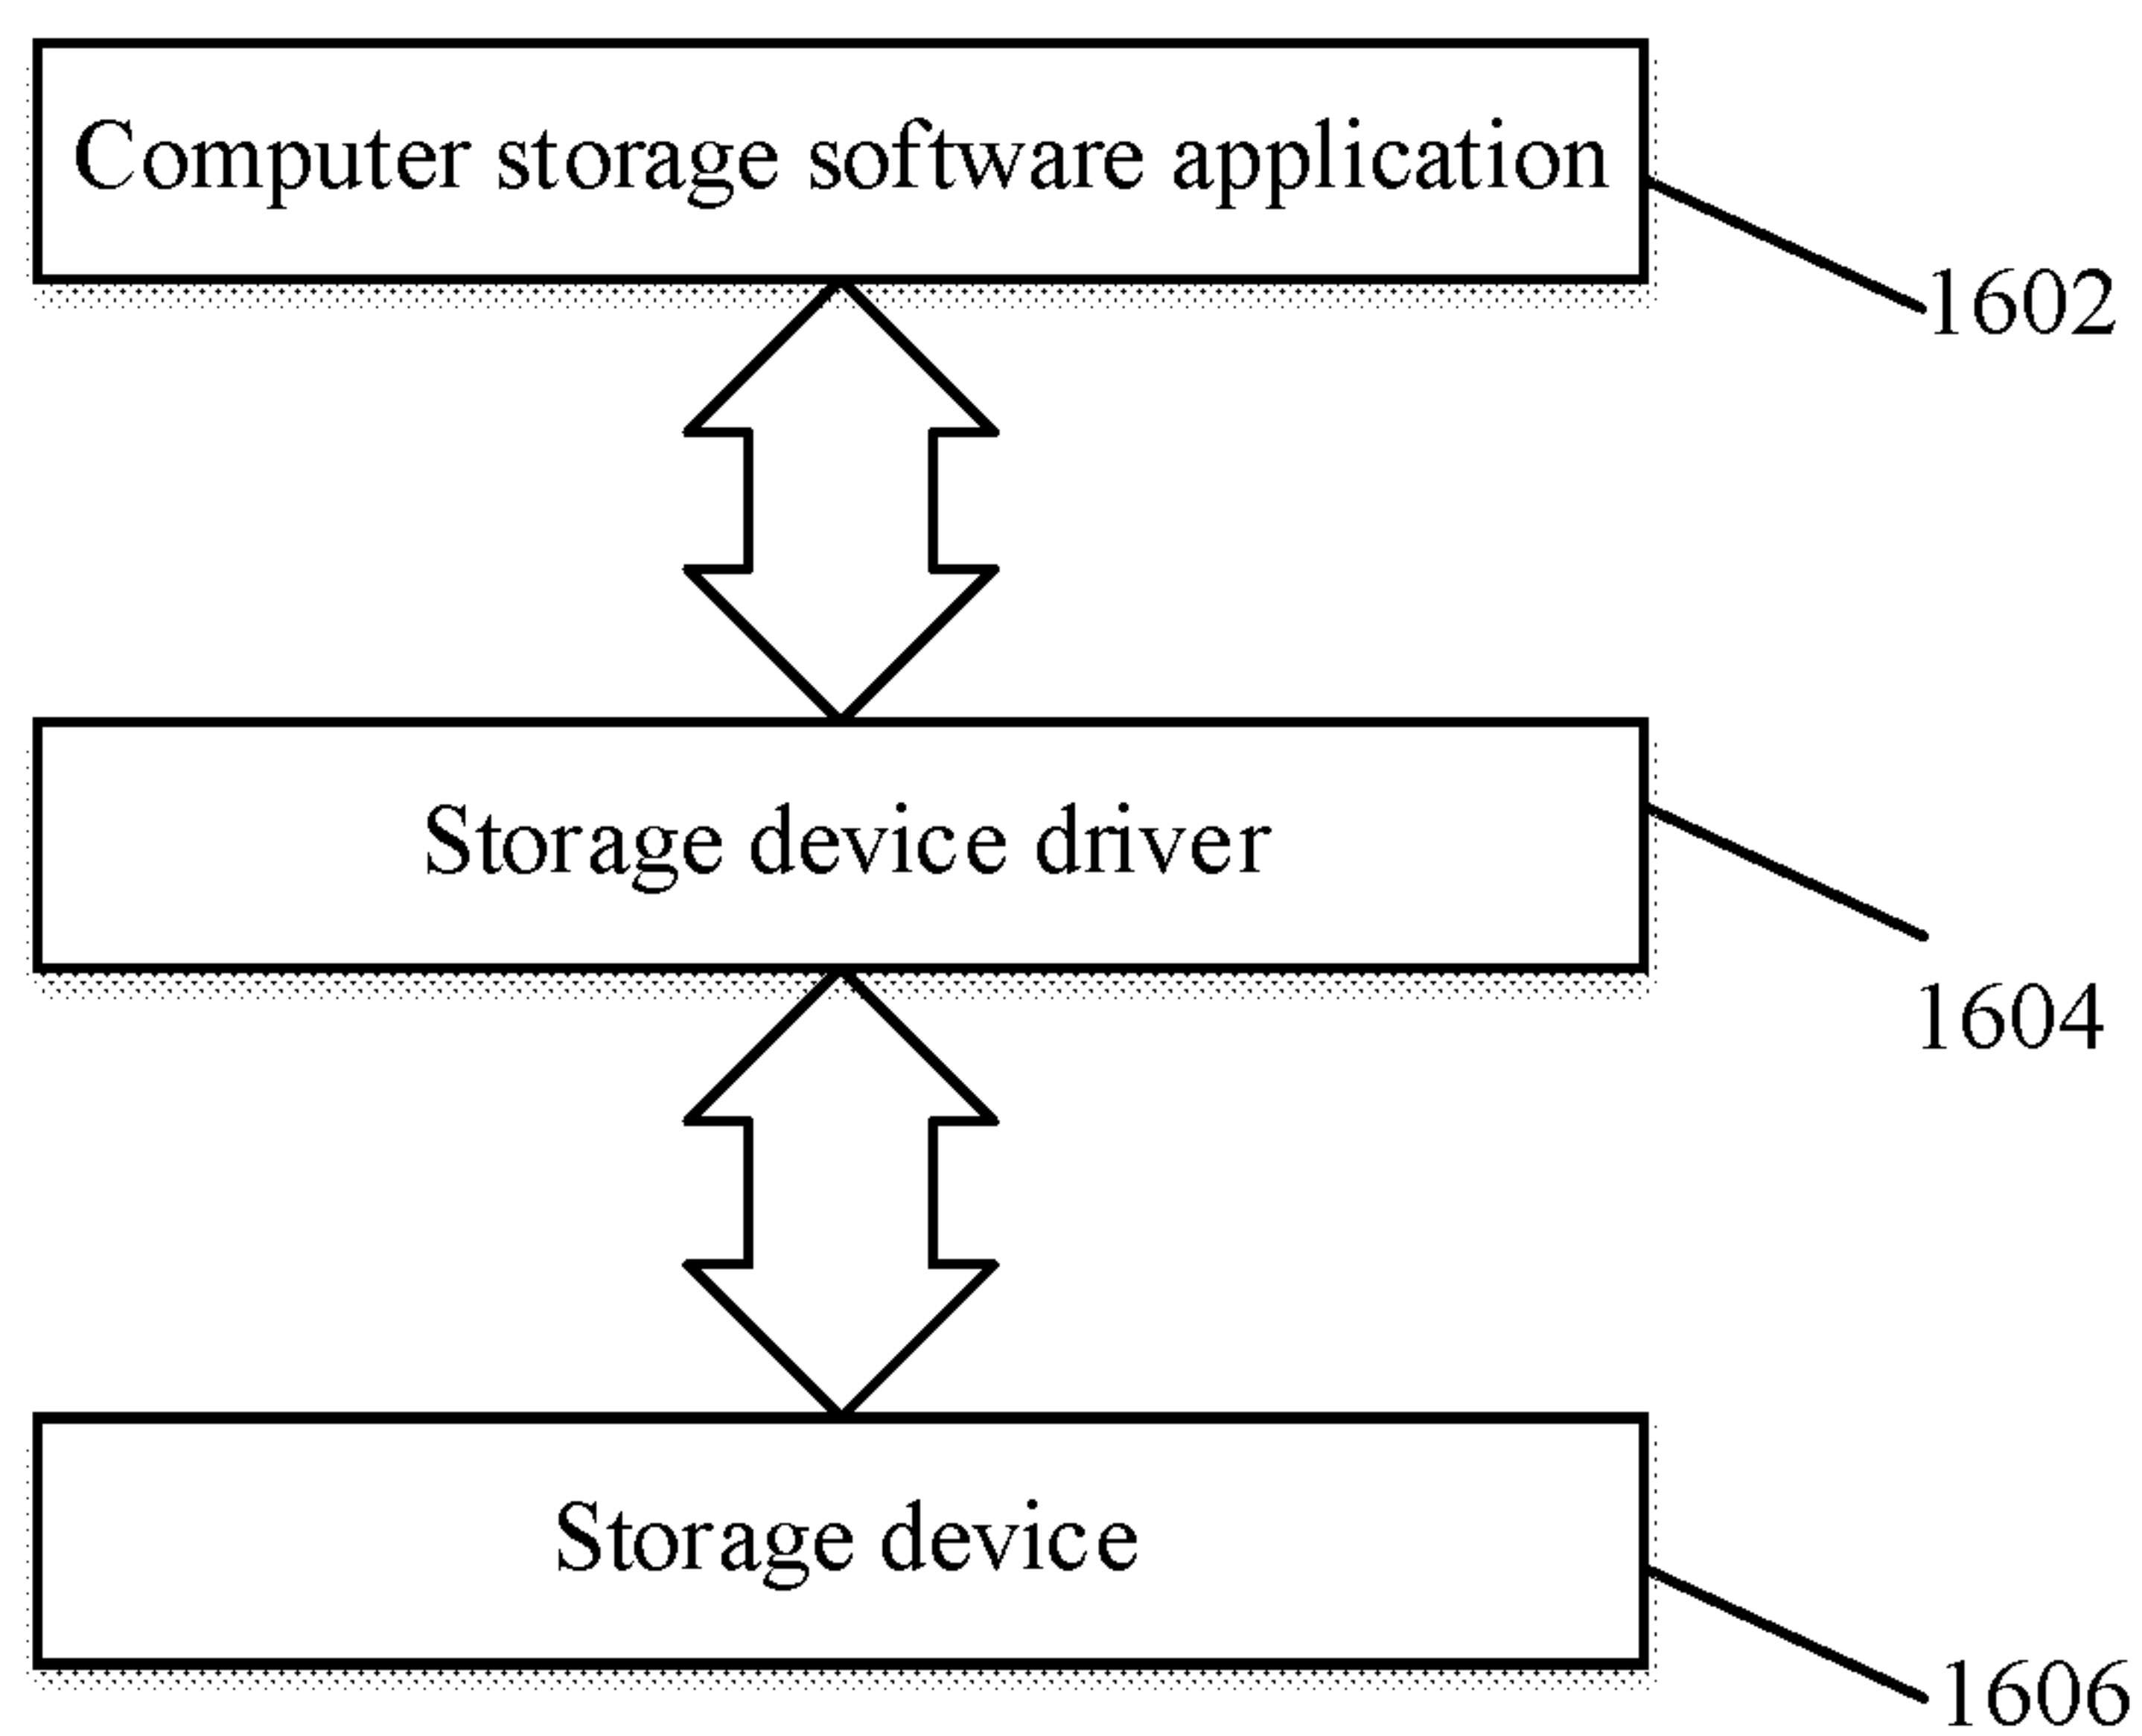 Computer storage software application
1602
Storage device driver
1604
Storage device
1606